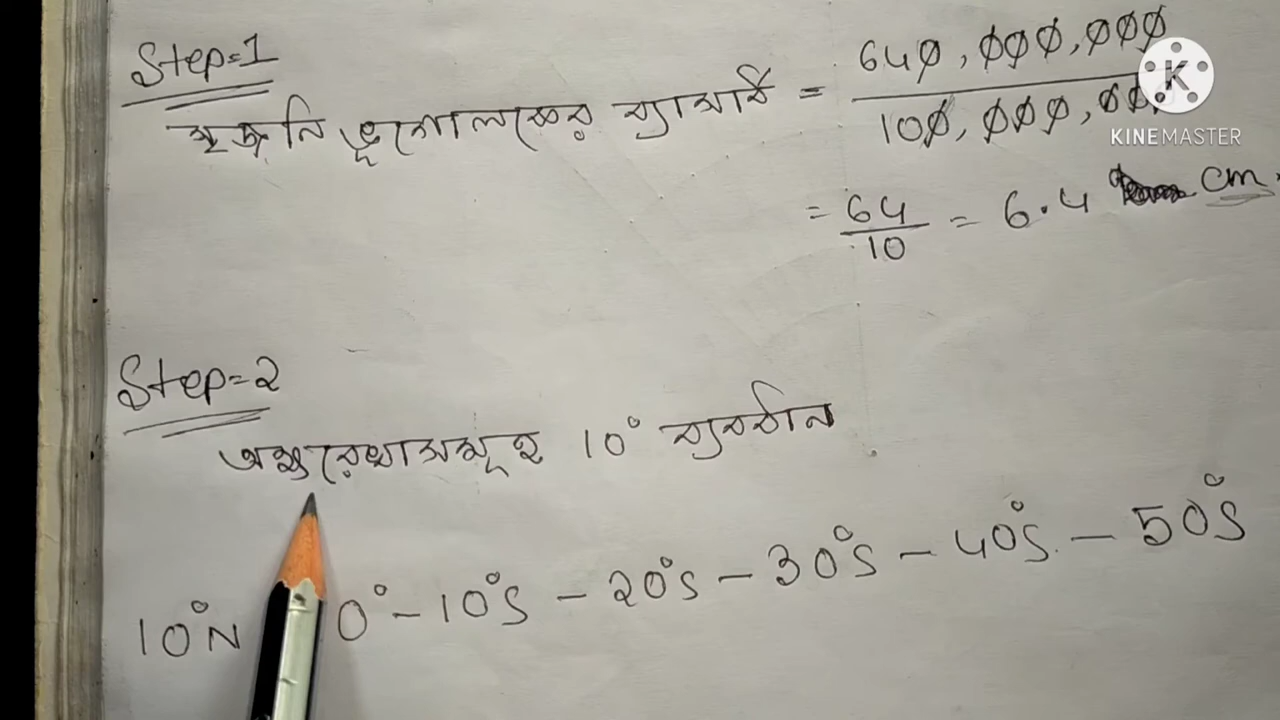 Step=1
সৃজনি ভূগোলকের ব্যাসার্ধ = 640,000,000
100,000,000
= 64/10 = 6.4 cm.
K
KINEMASTER
Step=2
অক্ষরেখাসমূহ 10° ব্যবধান
10°N 0° – 10°S – 20°S – 30°S – 40°S. – 50°S